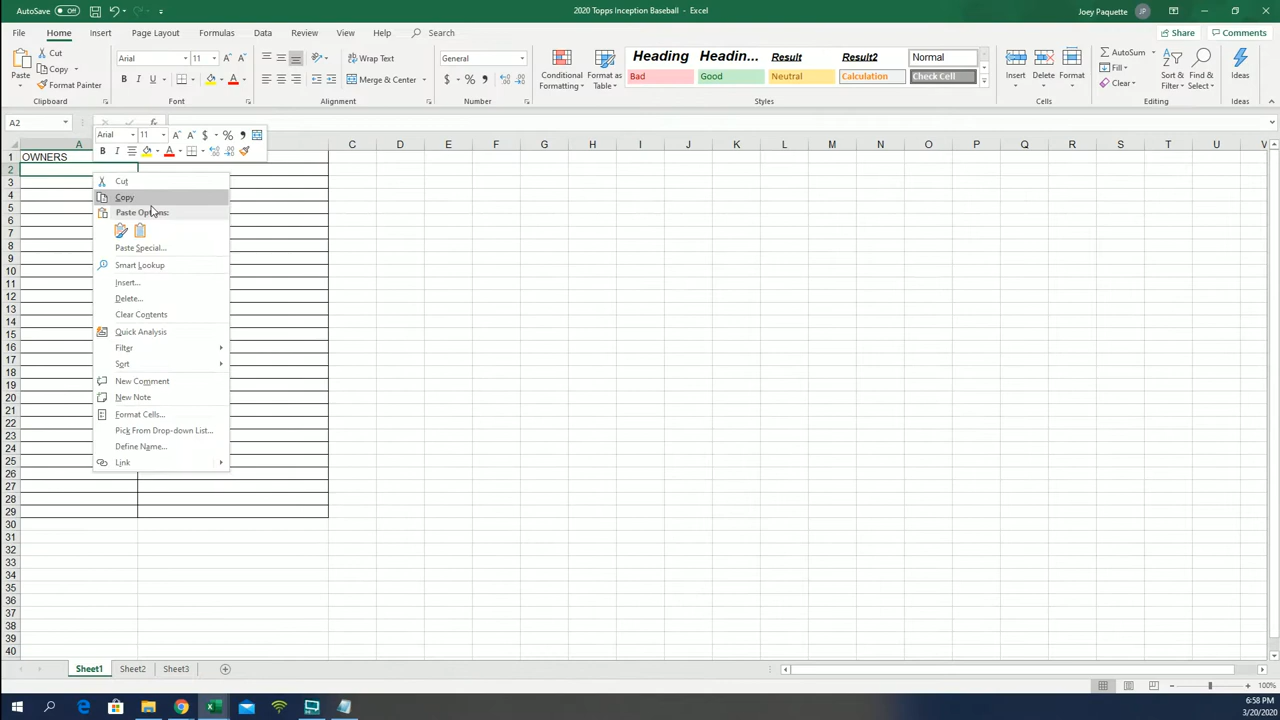 AutoSave Off
2020 Topps Inception Baseball - Excel
Joey Paquette JP
File Home Insert Page Layout Formulas Data Review View Help Search Share Comments
Paste
Cut
Copy
Format Painter
Clipboard
Arial 11
B I U
Font
Wrap Text
Merge & Center
Alignment
General
$ % ,
Number
Conditional Formatting
Format as Table
Heading Headin... Result Result2 Normal
Bad Good Neutral Calculation Check Cell
Styles
Insert Delete Format
Cells
AutoSum
Fill
Clear
Sort & Filter
Find & Select
Editing
Ideas
Ideas
A2
Arial 11 A A $ % ,
B I A
A C D E F G H I J K L M N O P Q R S T U V
1 OWNERS
2
3
4
5
6
7
8
9
10
11
12
13
14
15
16
17
18
19
20
21
22
23
24
25
26
27
28
29
30
31
32
33
34
35
36
37
38
39
40
Cut
Copy
Paste Options:
Paste Special...
Smart Lookup
Insert...
Delete...
Clear Contents
Quick Analysis
Filter
Sort
New Comment
New Note
Format Cells...
Pick From Drop-down List...
Define Name...
Link
Sheet1 Sheet2 Sheet3
100%
6:58 PM
3/20/2020